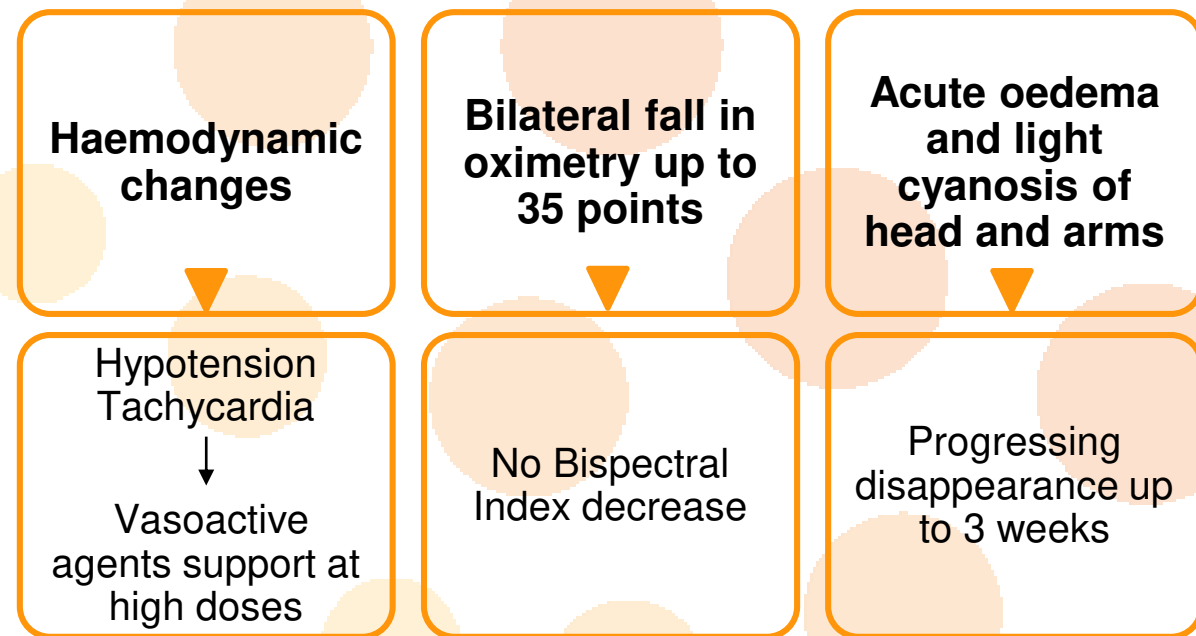 Haemodynamic
changes
Bilateral fall in
oximetry up to
35 points
Acute oedema
and light
cyanosis of
head and arms
Hypotension
Tachycardia
Vasoactive
agents support at
high doses
No Bispectral
Index decrease
Progressing
disappearance up
to 3 weeks